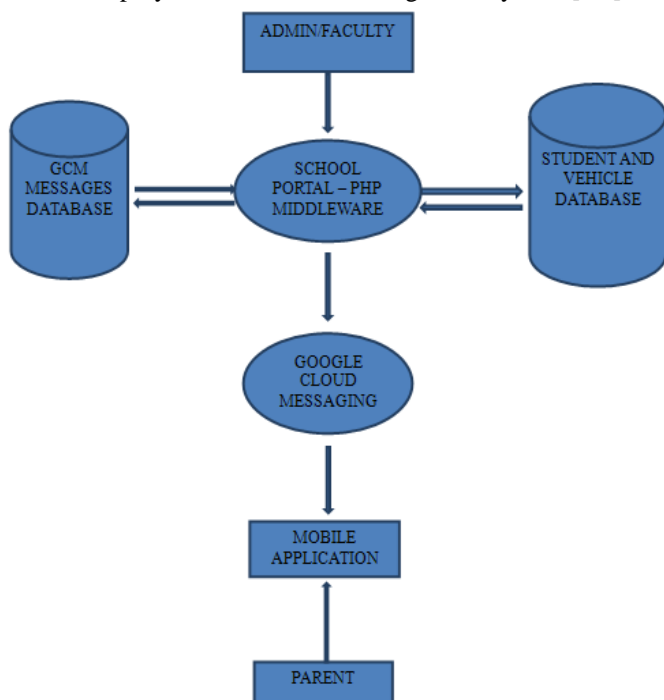 ADMIN/FACULTY
GCM
MESSAGES
DATABASE
SCHOOL
PORTAL – PHP
MIDDLEWARE
STUDENT AND
VEHICLE
DATABASE
GOOGLE
CLOUD
MESSAGING
MOBILE
APPLICATION
PARENT